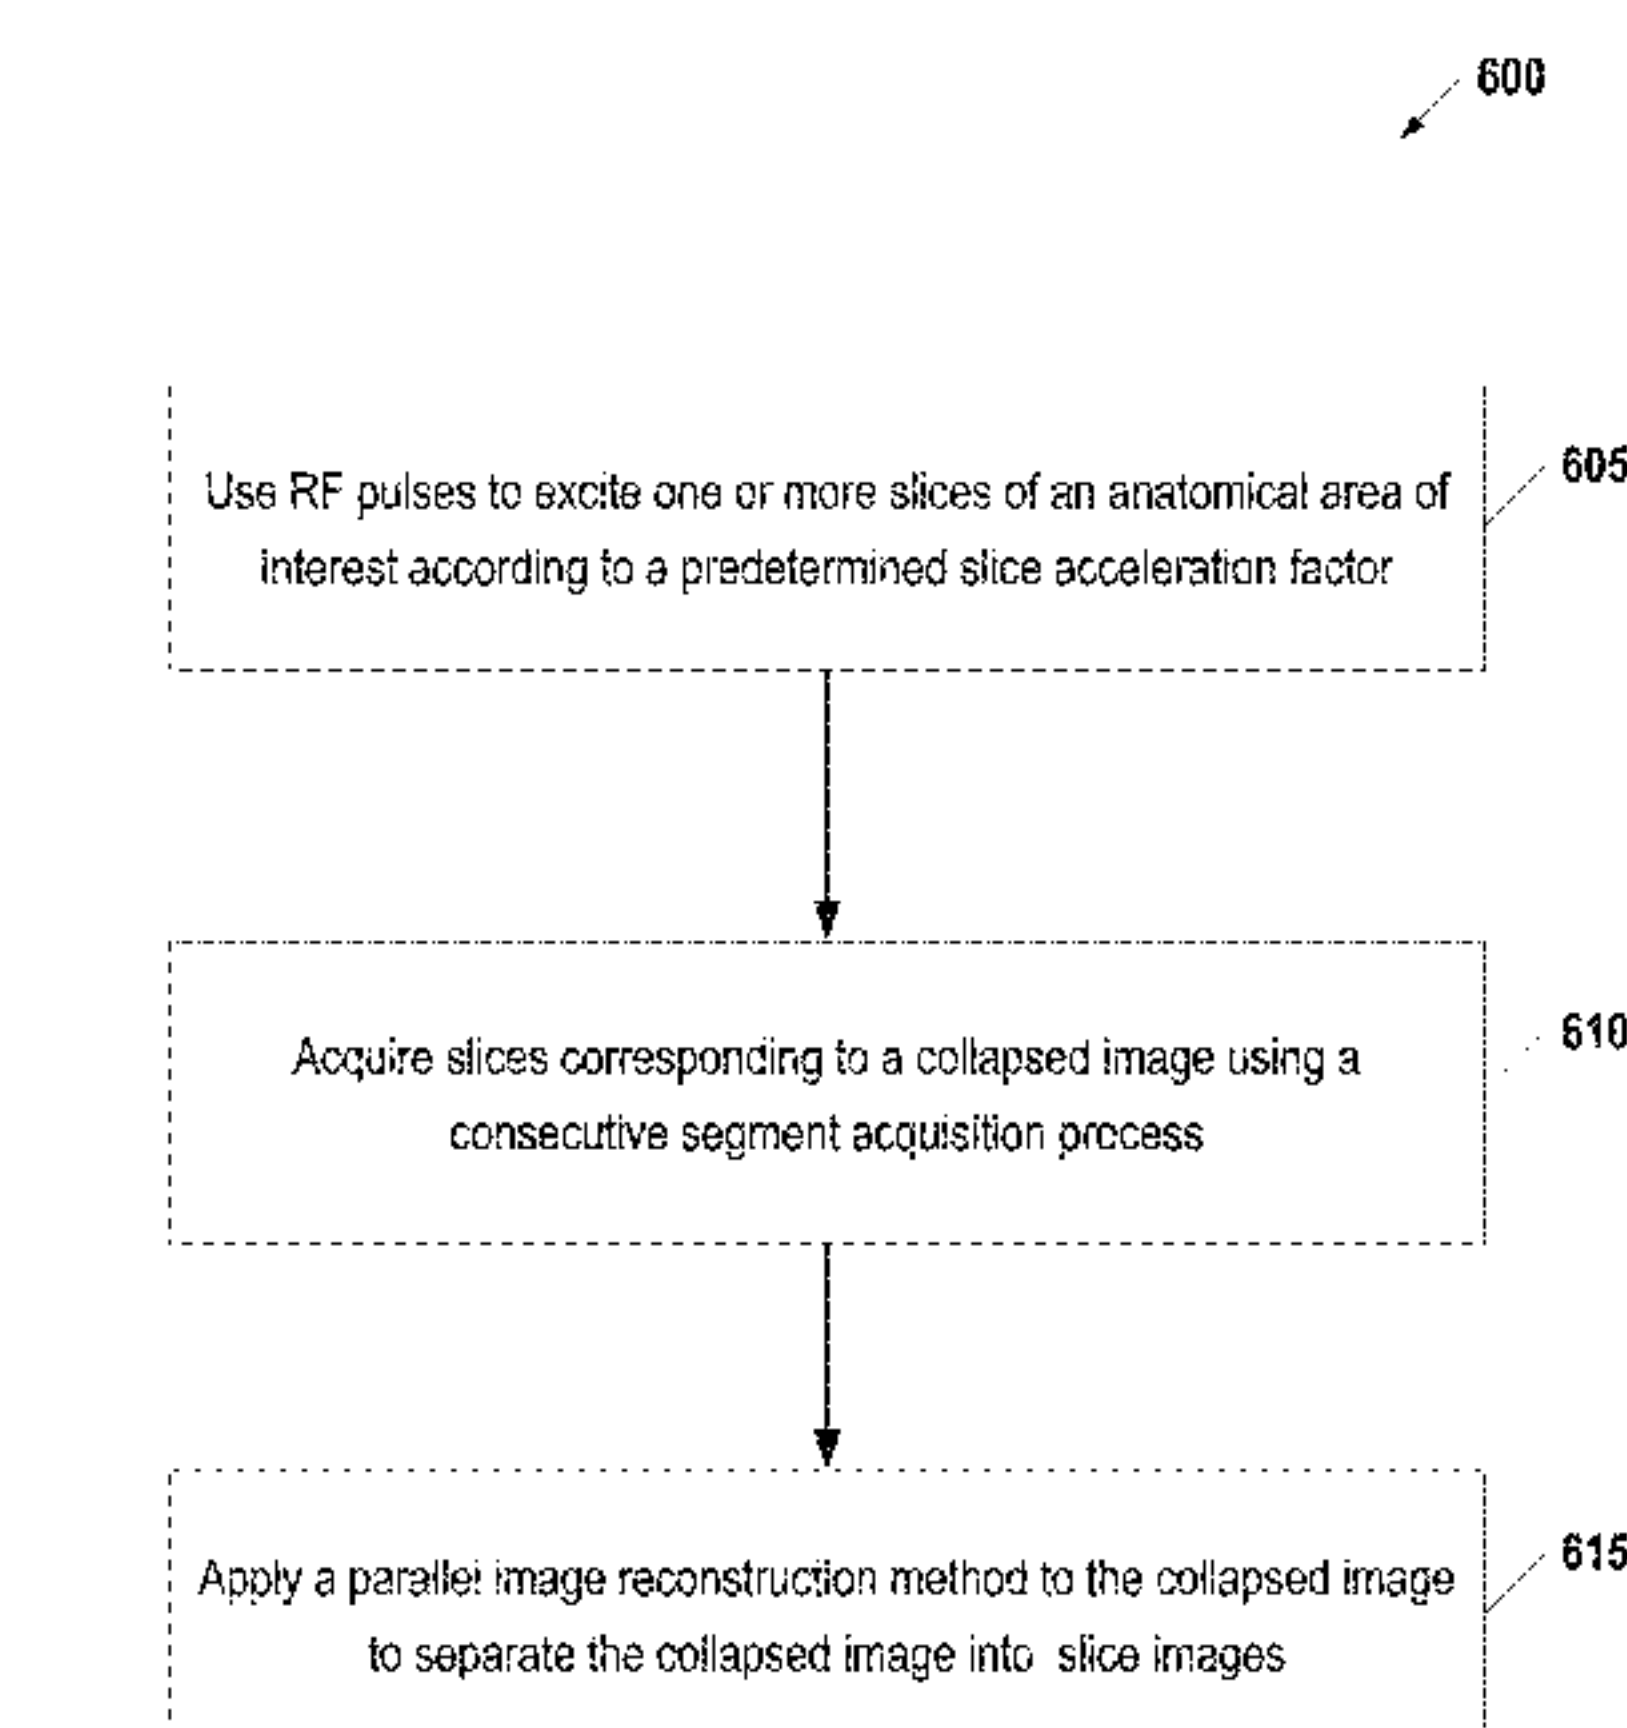 600
Use RF pulses to excite one or more slices of an anatomical area of
interest according to a predetermined slice acceleration factor
605
Acquire slices corresponding to a collapsed image using a
consecutive segment acquisition process
610
Apply a parallel image reconstruction method to the collapsed image
to separate the collapsed image into slice images
615